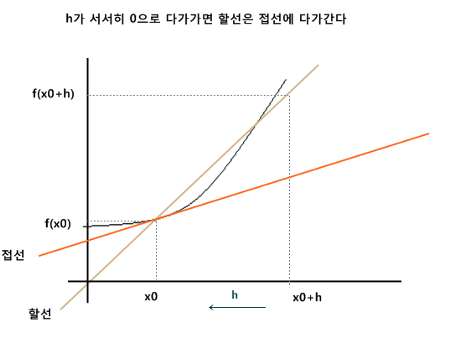 h가 서서히 0으로 다가가면 할선은 접선에 다가간다
f(x0+h)
f(x0)
접선
x0
h
x0+h
할선